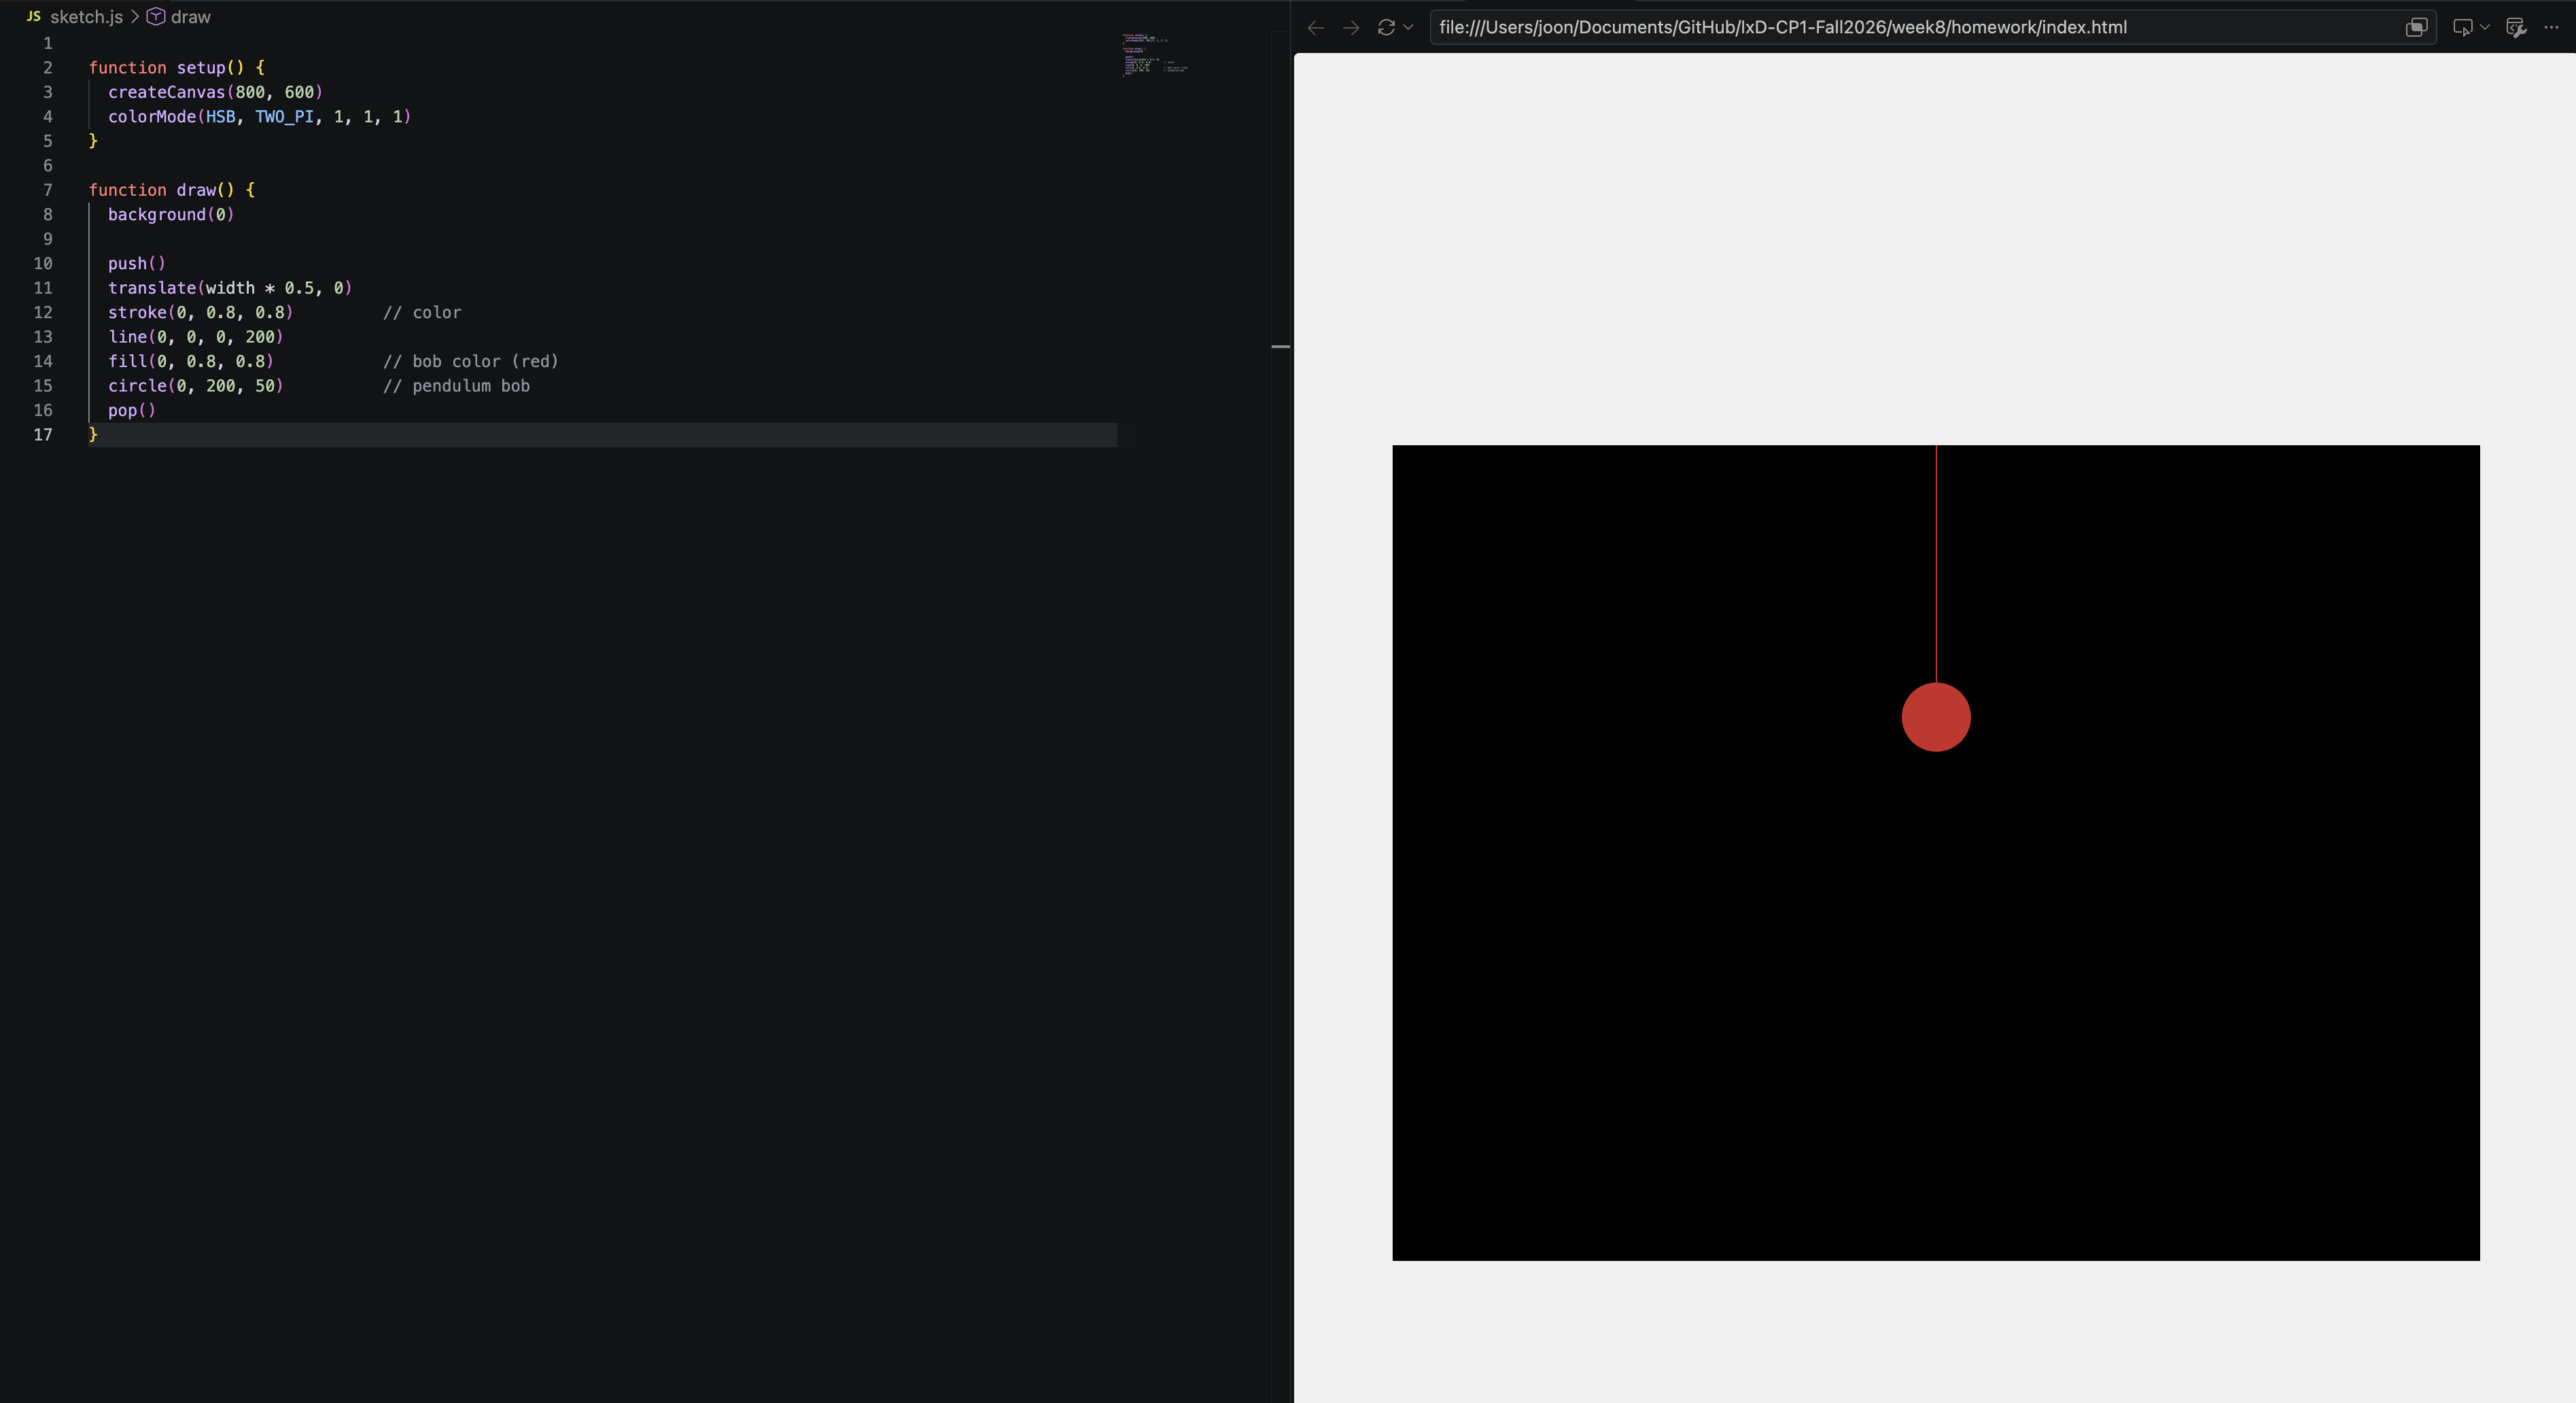 JS sketch.js > draw
file:///Users/joon/Documents/GitHub/IxD-CP1-Fall2026/week8/homework/index.html
1
2 function setup() {
3 createCanvas(800, 600)
4 colorMode(HSB, TWO_PI, 1, 1, 1)
5 }
6
7 function draw() {
8 background(0)
9
10 push()
11 translate(width * 0.5, 0)
12 stroke(0, 0.8, 0.8) // color
13 line(0, 0, 0, 200)
14 fill(0, 0.8, 0.8) // bob color (red)
15 circle(0, 200, 50) // pendulum bob
16 pop()
17 }